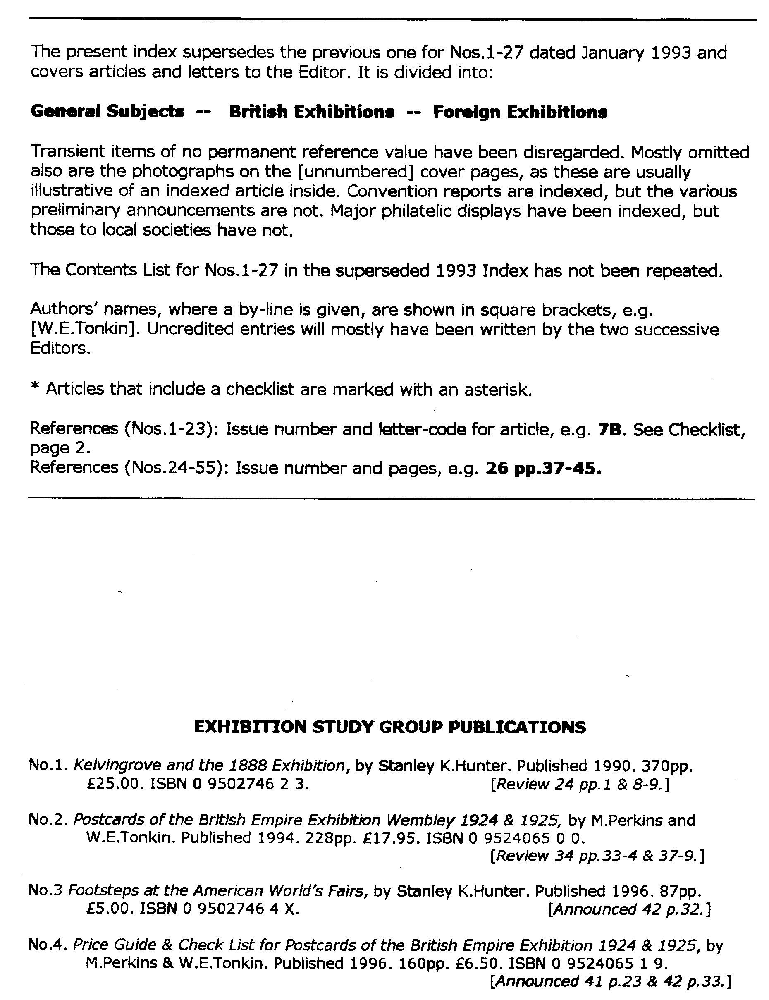 The present index supersedes the previous one for Nos.1-27 dated January 1993 and
covers articles and letters to the Editor. It is divided into:
General Subjects -- British Exhibitions -- Foreign Exhibitions
Transient items of no permanent reference value have been disregarded. Mostly omitted
also are the photographs on the [unnumbered] cover pages, as these are usually
illustrative of an indexed article inside. Convention reports are indexed, but the various
preliminary announcements are not. Major philatelic displays have been indexed, but
those to local societies have not.
The Contents List for Nos.1-27 in the superseded 1993 Index has not been repeated.
Authors' names, where a by-line is given, are shown in square brackets, e.g.
[W.E.Tonkin]. Uncredited entries will mostly have been written by the two successive
Editors.
* Articles that include a checklist are marked with an asterisk.
References (Nos.1-23): Issue number and letter-code for article, e.g. 7B. See Checklist,
page 2.
References (Nos.24-55): Issue number and pages, e.g. 26 pp.37-45.
EXHIBITION STUDY GROUP PUBLICATIONS
No.1. Kelvingrove and the 1888 Exhibition, by Stanley K.Hunter. Published 1990. 370pp.
£25.00. ISBN 0 9502746 2 3. [Review 24 pp.1 & 8-9.]
No.2. Postcards of the British Empire Exhibition Wembley 1924 & 1925, by M.Perkins and
W.E.Tonkin. Published 1994. 228pp. £17.95. ISBN 0 9524065 0 0.
[Review 34 pp.33-4 & 37-9.]
No.3 Footsteps at the American World's Fairs, by Stanley K.Hunter. Published 1996. 87pp.
£5.00. ISBN 0 9502746 4 X. [Announced 42 p.32.]
No.4. Price Guide & Check List for Postcards of the British Empire Exhibition 1924 & 1925, by
M.Perkins & W.E.Tonkin. Published 1996. 160pp. £6.50. ISBN 0 9524065 1 9.
[Announced 41 p.23 & 42 p.33.]